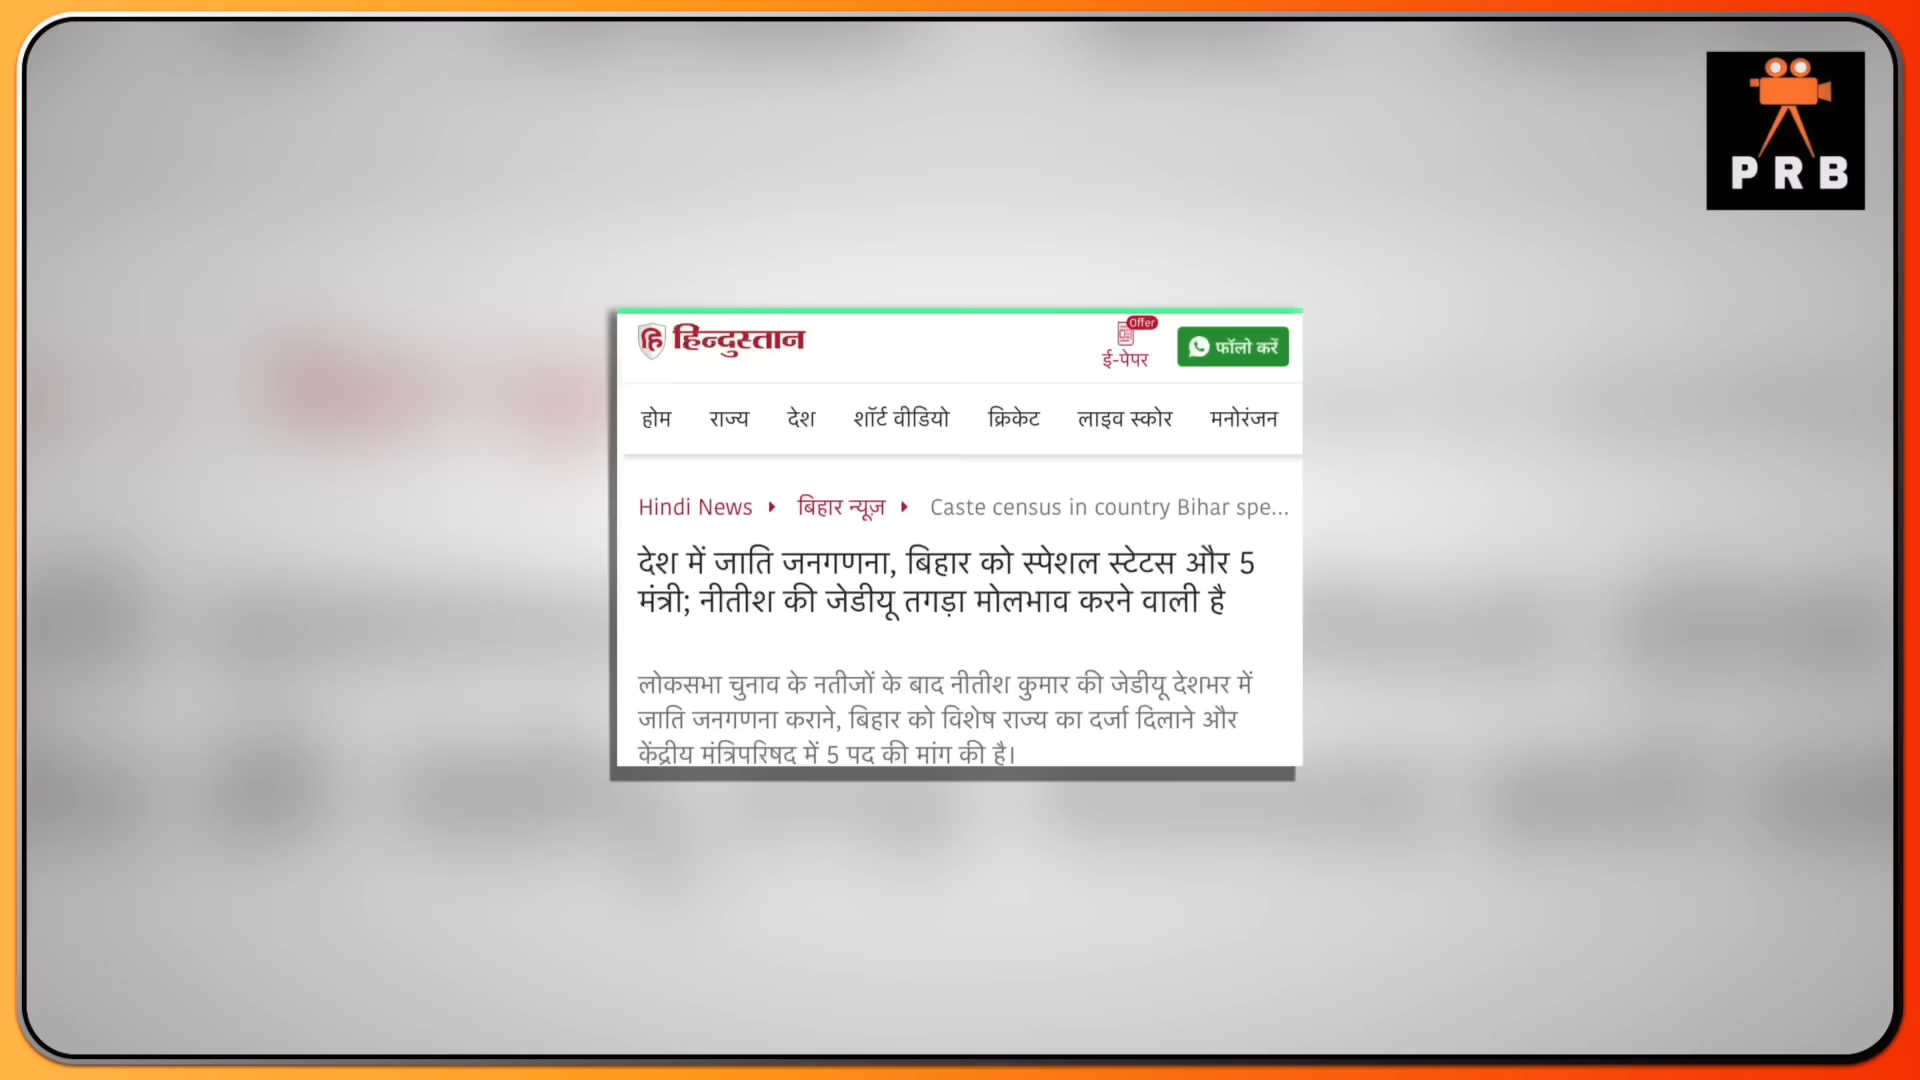 P R B
हि हिन्दुस्तान
Offer
ई-पेपर
फॉलो करें
होम राज्य देश शॉर्ट वीडियो क्रिकेट लाइव स्कोर मनोरंजन
Hindi News बिहार न्यूज़ Caste census in country Bihar spe...
देश में जाति जनगणना, बिहार को स्पेशल स्टेटस और 5
मंत्री; नीतीश की जेडीयू तगड़ा मोलभाव करने वाली है
लोकसभा चुनाव के नतीजों के बाद नीतीश कुमार की जेडीयू देशभर में
जाति जनगणना कराने, बिहार को विशेष राज्य का दर्जा दिलाने और
केंद्रीय मंत्रिपरिषद में 5 पद की मांग की है।